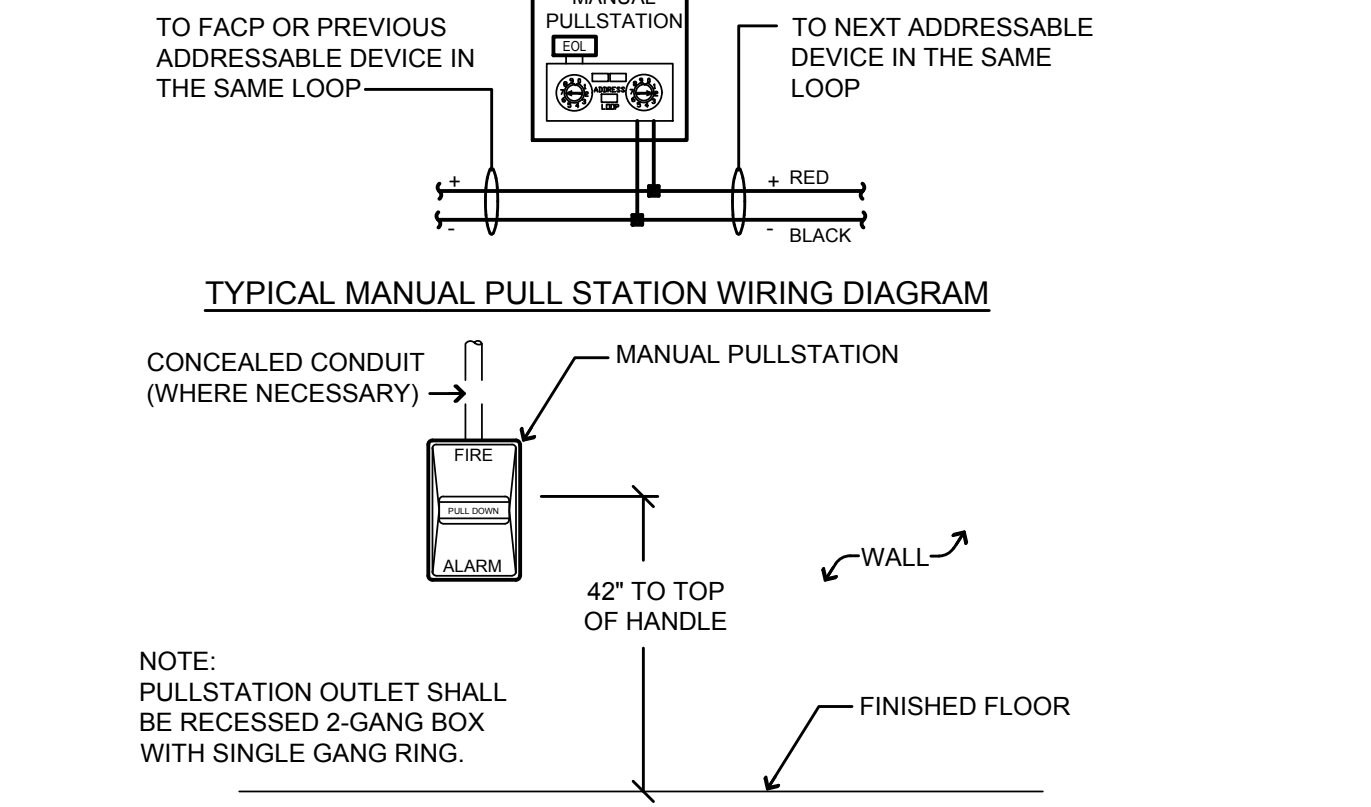 MANUAL
PULLSTATION
EOL
TO FACP OR PREVIOUS
ADDRESSABLE DEVICE IN
THE SAME LOOP
TO NEXT ADDRESSABLE
DEVICE IN THE SAME
LOOP
ADDRESS
LOOP
+
+ RED
-
- BLACK
TYPICAL MANUAL PULL STATION WIRING DIAGRAM
CONCEALED CONDUIT
(WHERE NECESSARY)
MANUAL PULLSTATION
FIRE
PULL DOWN
ALARM
WALL
42" TO TOP
OF HANDLE
NOTE:
PULLSTATION OUTLET SHALL
BE RECESSED 2-GANG BOX
WITH SINGLE GANG RING.
FINISHED FLOOR